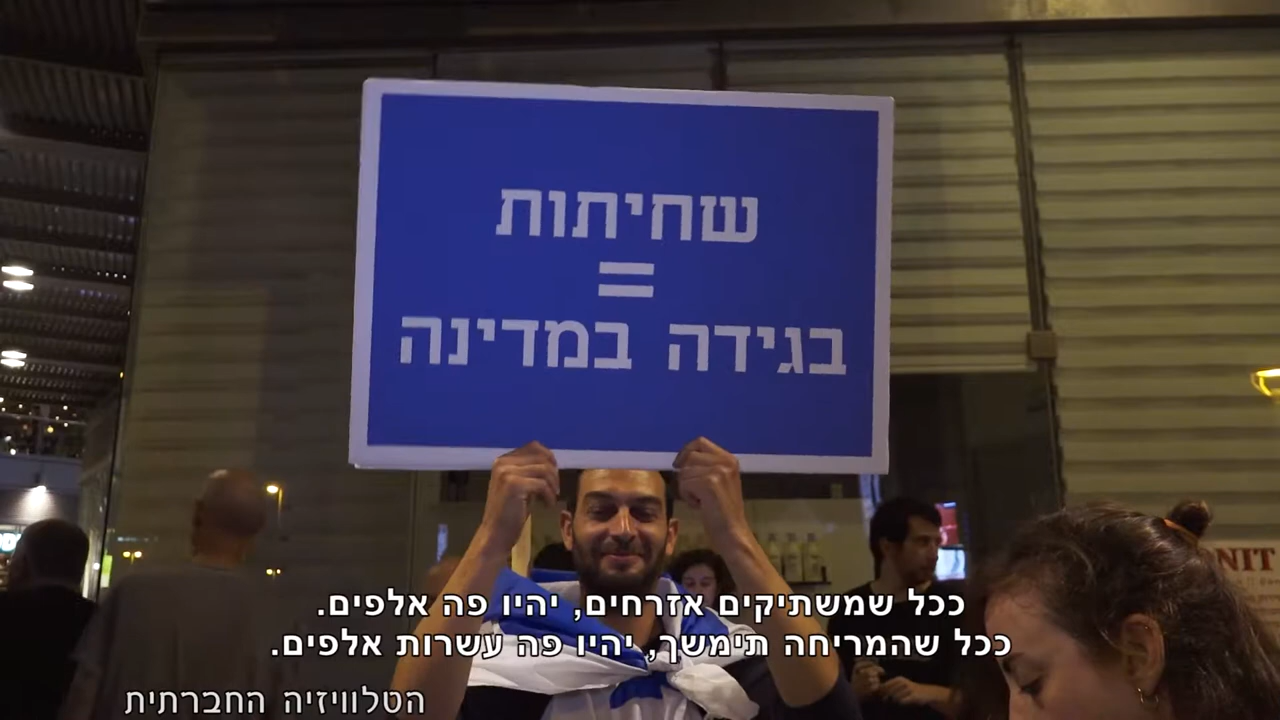 שחיתות
=
בגידה במדינה
ככל שמשתיקים אזרחים, יהיו פה אלפים.
ככל שהמריחה תימשך, יהיו פה עשרות אלפים.
הטלוויזיה החברתית